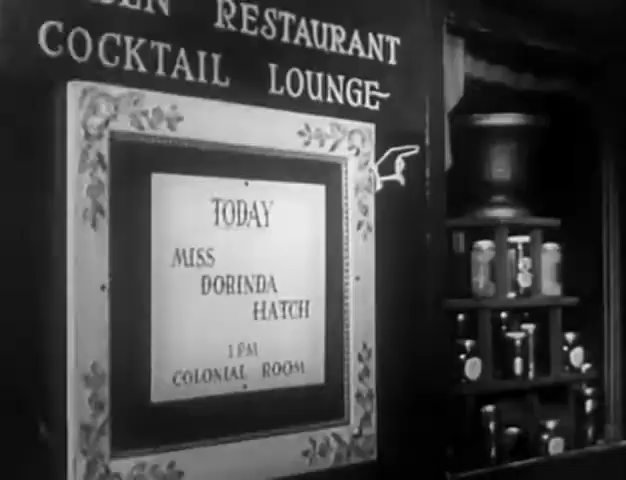 RESTAURANT
COCKTAIL LOUNGE
TODAY
MISS
DORINDA
HATCH
1 PM
COLONIAL ROOM